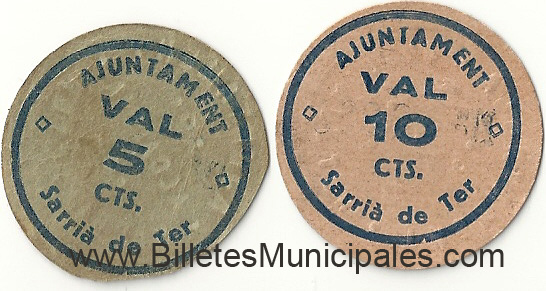 AJUNTAMENT
VAL
5
CTS.
Sarrià de Ter
AJUNTAMENT
VAL
10
CTS.
Sarrià de Ter
www.BilletesMunicipales.com